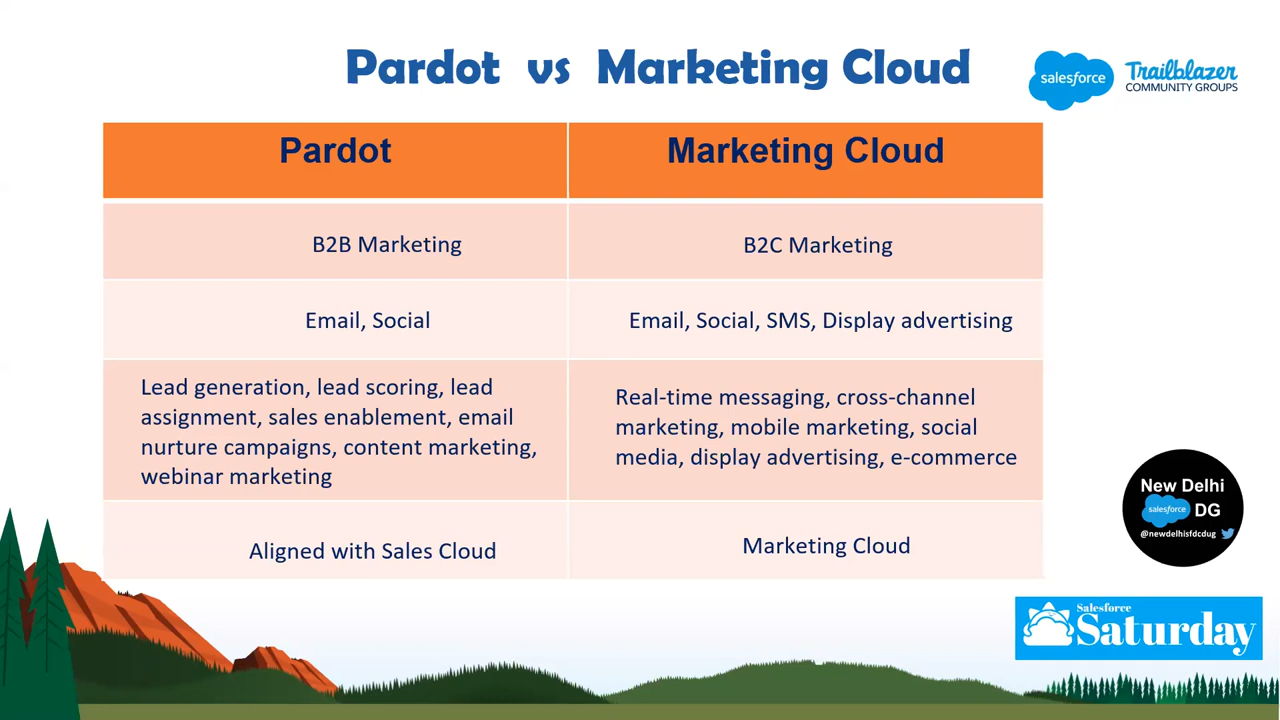 Pardot vs Marketing Cloud
salesforce
Trailblazer
COMMUNITY GROUPS
Pardot
Marketing Cloud
B2B Marketing
B2C Marketing
Email, Social
Email, Social, SMS, Display advertising
Lead generation, lead scoring, lead
assignment, sales enablement, email
nurture campaigns, content marketing,
webinar marketing
Real-time messaging, cross-channel
marketing, mobile marketing, social
media, display advertising, e-commerce
Aligned with Sales Cloud
Marketing Cloud
New Delhi
salesforce DG
@newdelhisfdcdug
Salesforce
Saturday